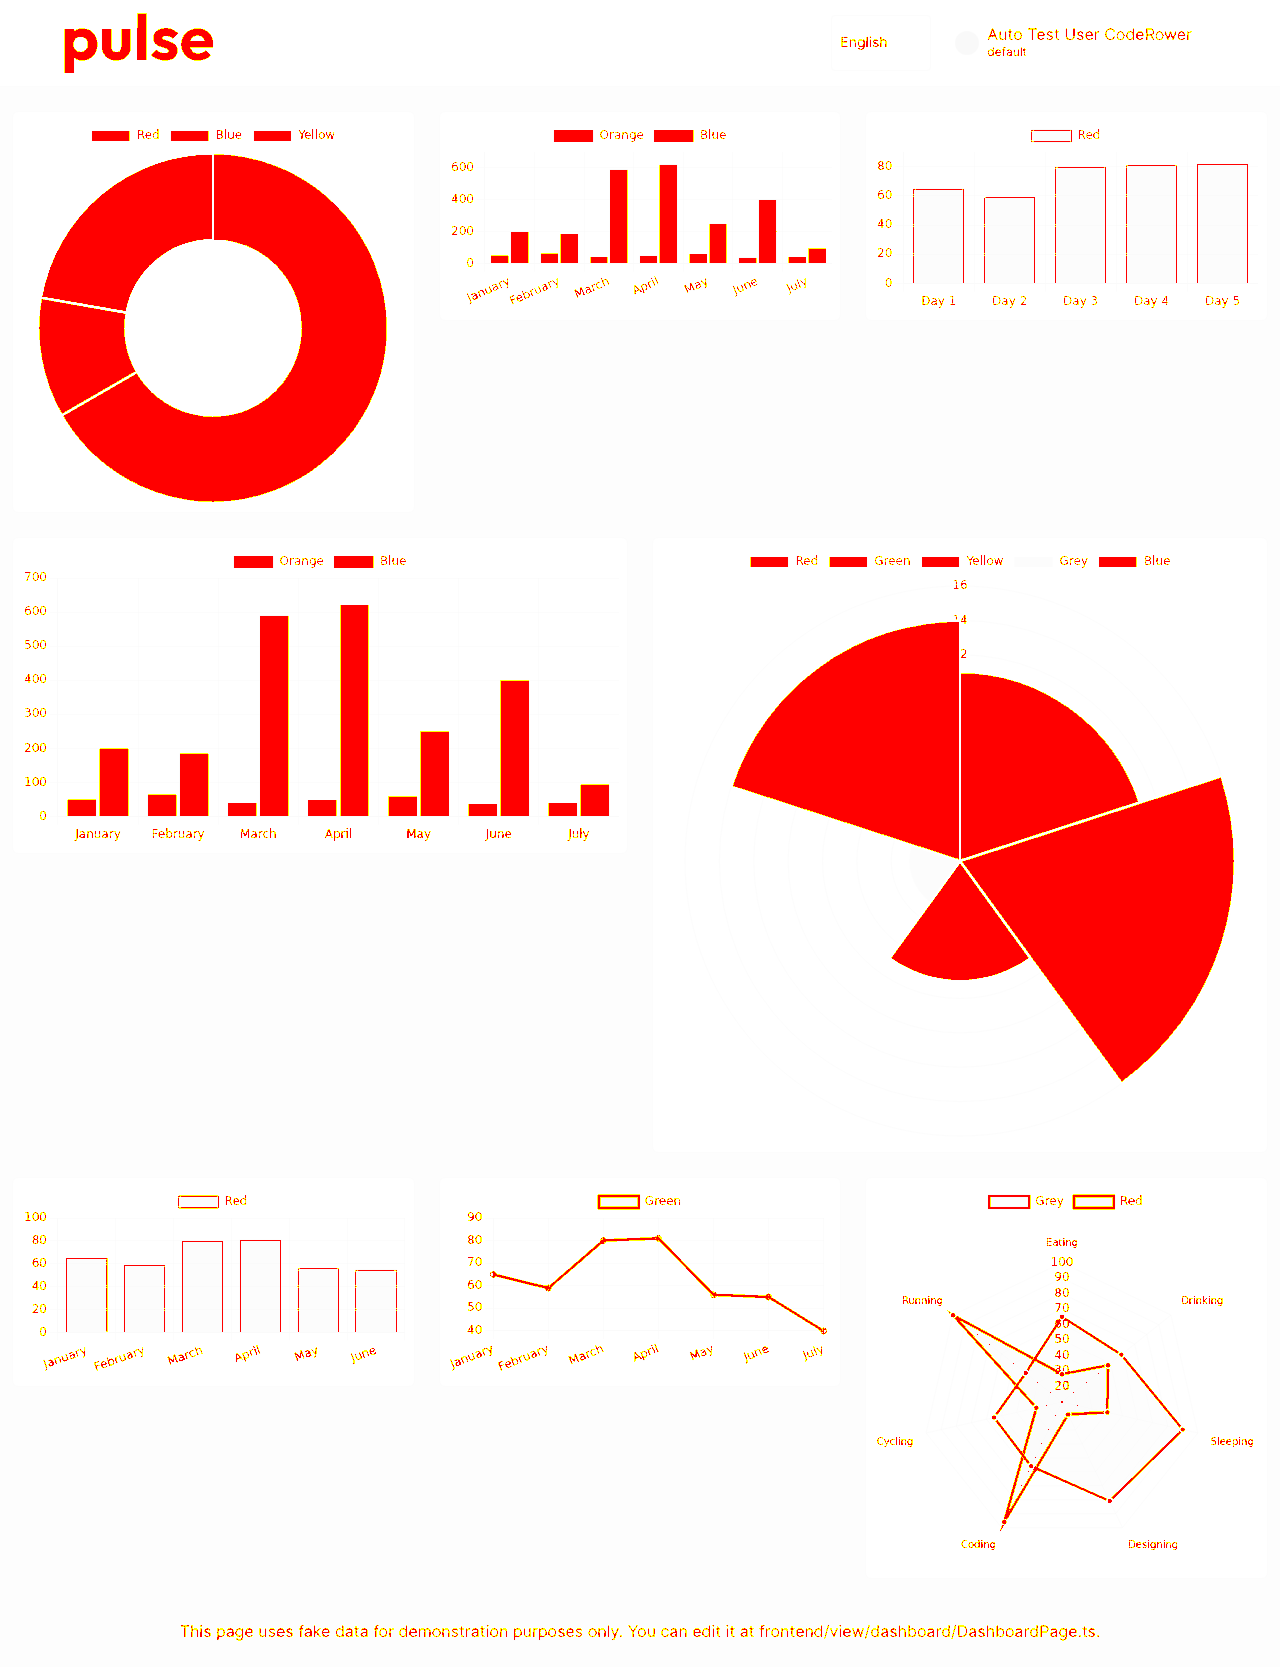 pulse
English
Auto Test User CodeRower
default
Red Blue Yellow
Orange Blue
600
400
200
0
January February March April May June July
Red
80
60
40
20
0
Day 1 Day 2 Day 3 Day 4 Day 5
Orange Blue
700
600
500
400
300
200
100
0
January February March April May June July
Red Green Yellow Grey Blue
16
14
2
Red
100
80
60
40
20
0
January February March April May June
Green
90
80
70
60
50
40
January February March April May June July
Grey Red
Eating
Drinking
Sleeping
Designing
Coding
Cycling
Running
100
90
80
70
60
50
40
30
20
This page uses fake data for demonstration purposes only. You can edit it at frontend/view/dashboard/DashboardPage.ts.